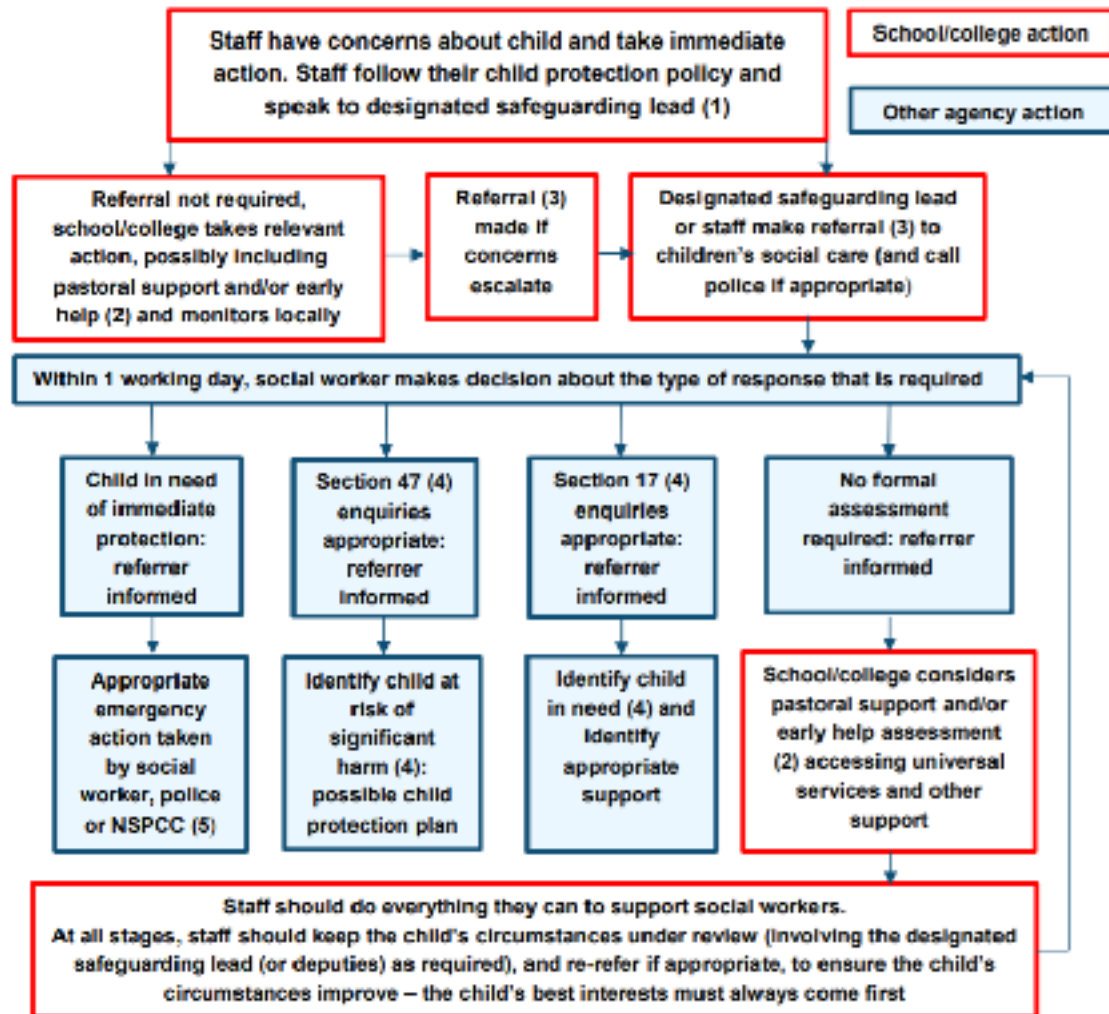 Staff have concerns about child and take immediate
action. Staff follow their child protection policy and
speak to designated safeguarding lead (1)
School/college action
Other agency action
Referral not required,
school/college takes relevant
action, possibly including
pastoral support and/or early
help (2) and monitors locally
Referral (3)
made if
concerns
escalate
Designated safeguarding lead
or staff make referral (3) to
children's social care (and call
police if appropriate)
Within 1 working day, social worker makes decision about the type of response that is required
Child in need
of immediate
protection:
referrer
informed
Section 47 (4)
enquiries
appropriate:
referrer
informed
Section 17 (4)
enquiries
appropriate:
referrer
informed
No formal
assessment
required: referrer
informed
Appropriate
emergency
action taken
by social
worker, police
or NSPCC (5)
Identify child at
risk of
significant
harm (4):
possible child
protection plan
Identify child
in need (4) and
identify
appropriate
support
School/college considers
pastoral support and/or
early help assessment
(2) accessing universal
services and other
support
Staff should do everything they can to support social workers.
At all stages, staff should keep the child's circumstances under review (involving the designated
safeguarding lead (or deputies) as required), and re-refer if appropriate, to ensure the child's
circumstances improve – the child's best interests must always come first